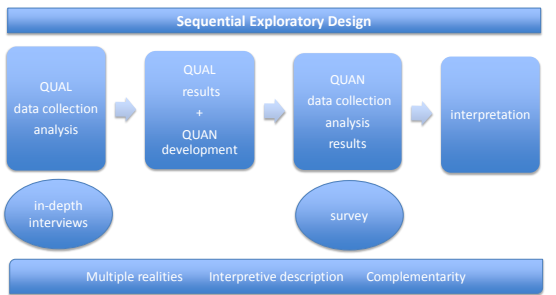 Sequential Exploratory Design
QUAL
data collection
analysis
QUAL
results
+
QUAN
development
QUAN
data collection
analysis
results
interpretation
in-depth
interviews
survey
Multiple realities Interpretive description Complementarity